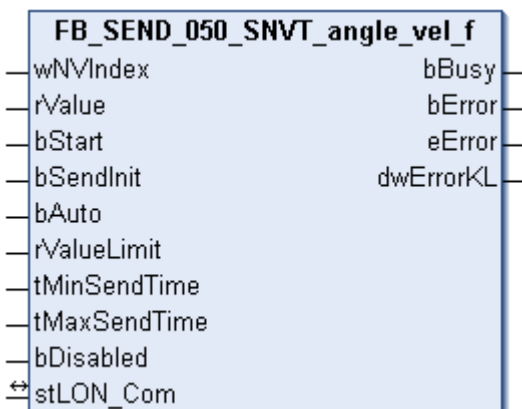 FB_SEND_050_SNVT_angle_vel_f
wNVIndex bBusy
rValue bError
bStart eError
bSendInit dwErrorKL
bAuto
rValueLimit
tMinSendTime
tMaxSendTime
bDisabled
stLON_Com